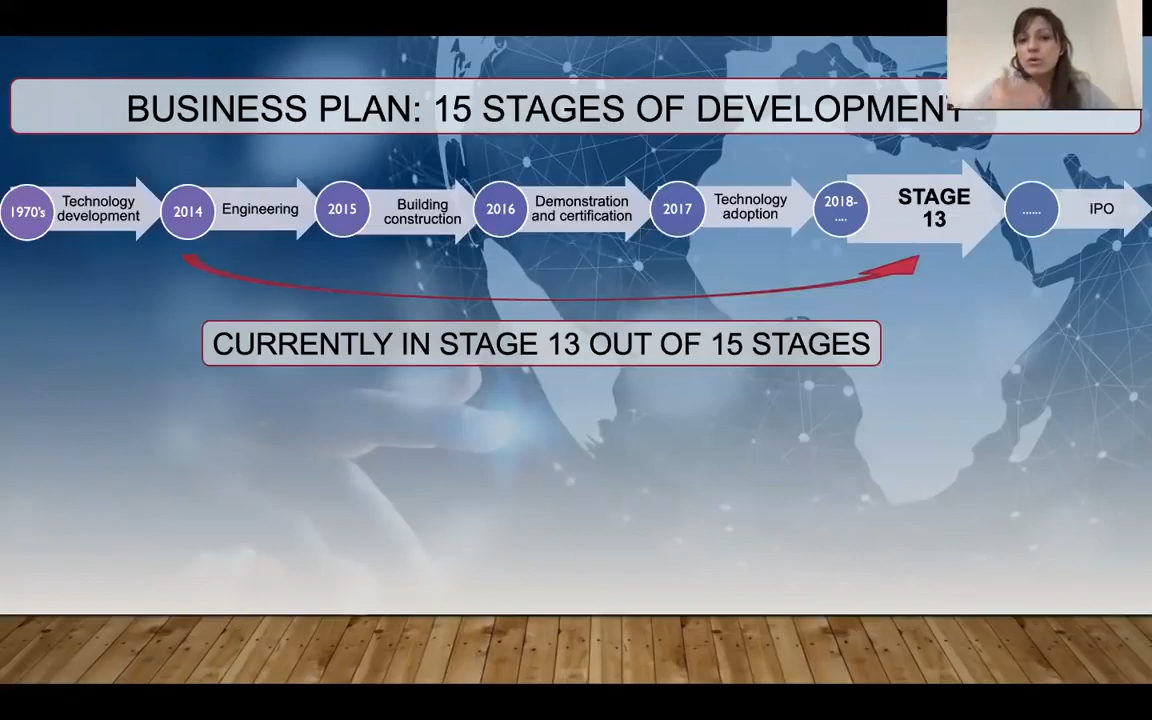 BUSINESS PLAN: 15 STAGES OF DEVELOPMENT
1970's
Technology
development
2014
Engineering
2015
Building
construction
2016
Demonstration
and certification
2017
Technology
adoption
2018-
....
STAGE
13
......
IPO
CURRENTLY IN STAGE 13 OUT OF 15 STAGES